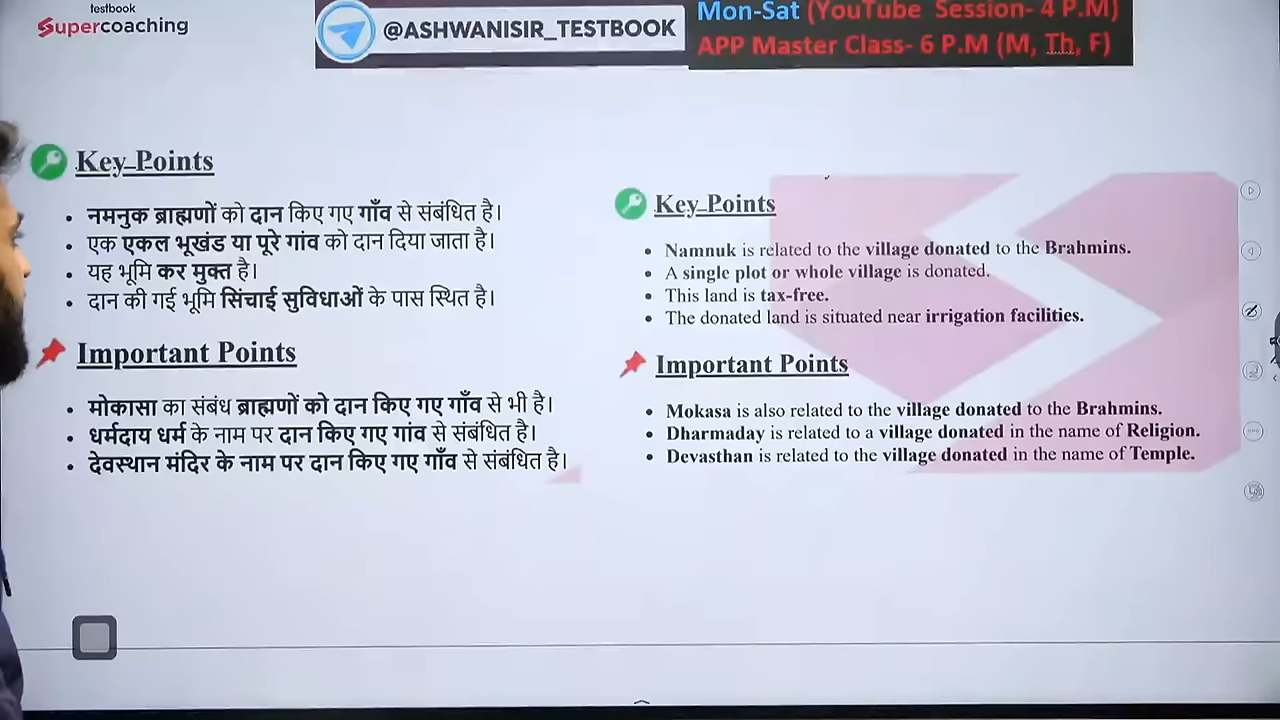 testbook
Supercoaching
@ASHWANISIR_TESTBOOK
Mon-Sat (YouTube Session- 4 P.M)
APP Master Class- 6 P.M (M, Th, F)
Key Points
नमनुक ब्राह्मणों को दान किए गए गाँव से संबंधित है।
एक एकल भूखंड या पूरे गांव को दान दिया जाता है।
यह भूमि कर मुक्त है।
दान की गई भूमि सिंचाई सुविधाओं के पास स्थित है।
Important Points
मोकासा का संबंध ब्राह्मणों को दान किए गए गाँव से भी है।
धर्मदाय धर्म के नाम पर दान किए गए गांव से संबंधित है।
देवस्थान मंदिर के नाम पर दान किए गए गाँव से संबंधित है।
Key Points
Namnuk is related to the village donated to the Brahmins.
A single plot or whole village is donated.
This land is tax-free.
The donated land is situated near irrigation facilities.
Important Points
Mokasa is also related to the village donated to the Brahmins.
Dharmaday is related to a village donated in the name of Religion.
Devasthan is related to the village donated in the name of Temple.